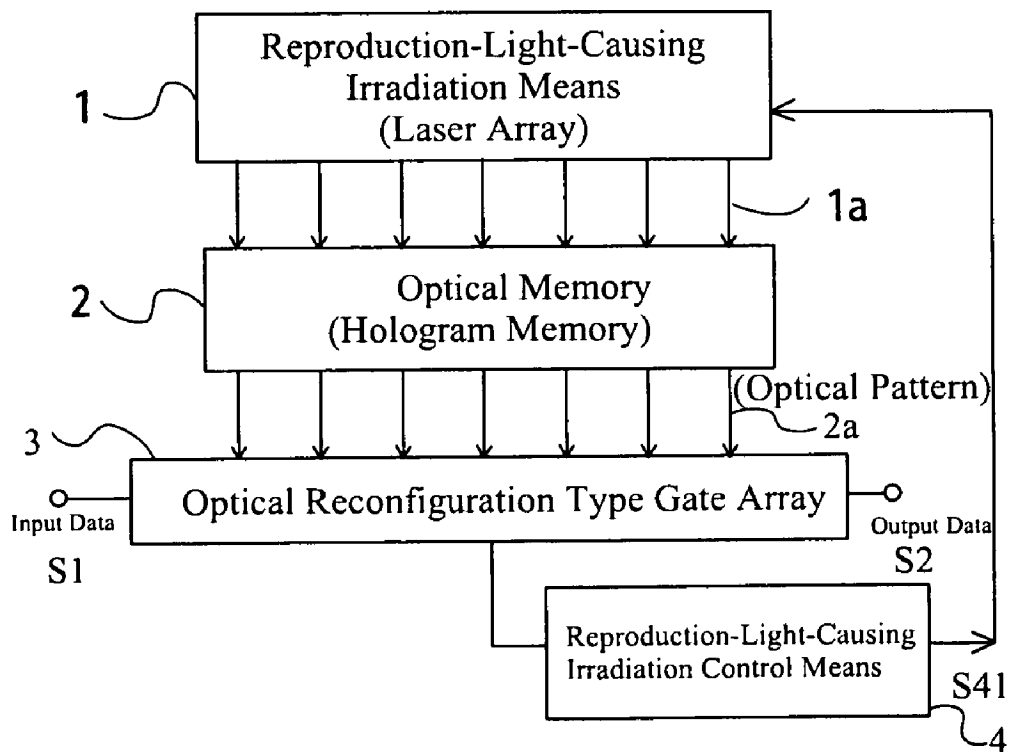 Reproduction-Light-Causing
Irradiation Means
(Laser Array)
1
1a
2
Optical Memory
(Hologram Memory)
(Optical Pattern)
2a
3
Optical Reconfiguration Type Gate Array
Input Data
S1
Output Data
S2
Reproduction-Light-Causing
Irradiation Control Means
S41
4